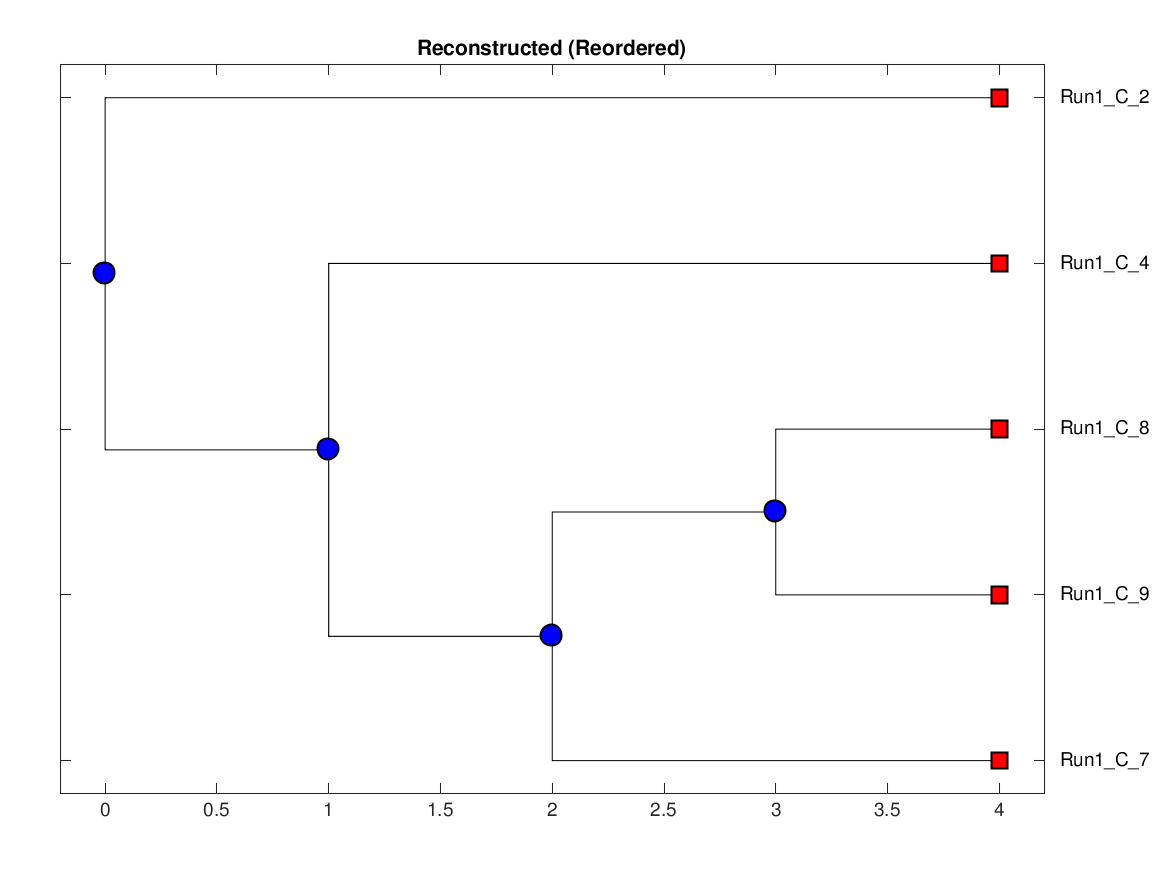 Reconstructed (Reordered)
Run1_C_2
Run1_C_4
Run1_C_8
Run1_C_9
Run1_C_7
0 0.5 1 1.5 2 2.5 3 3.5 4